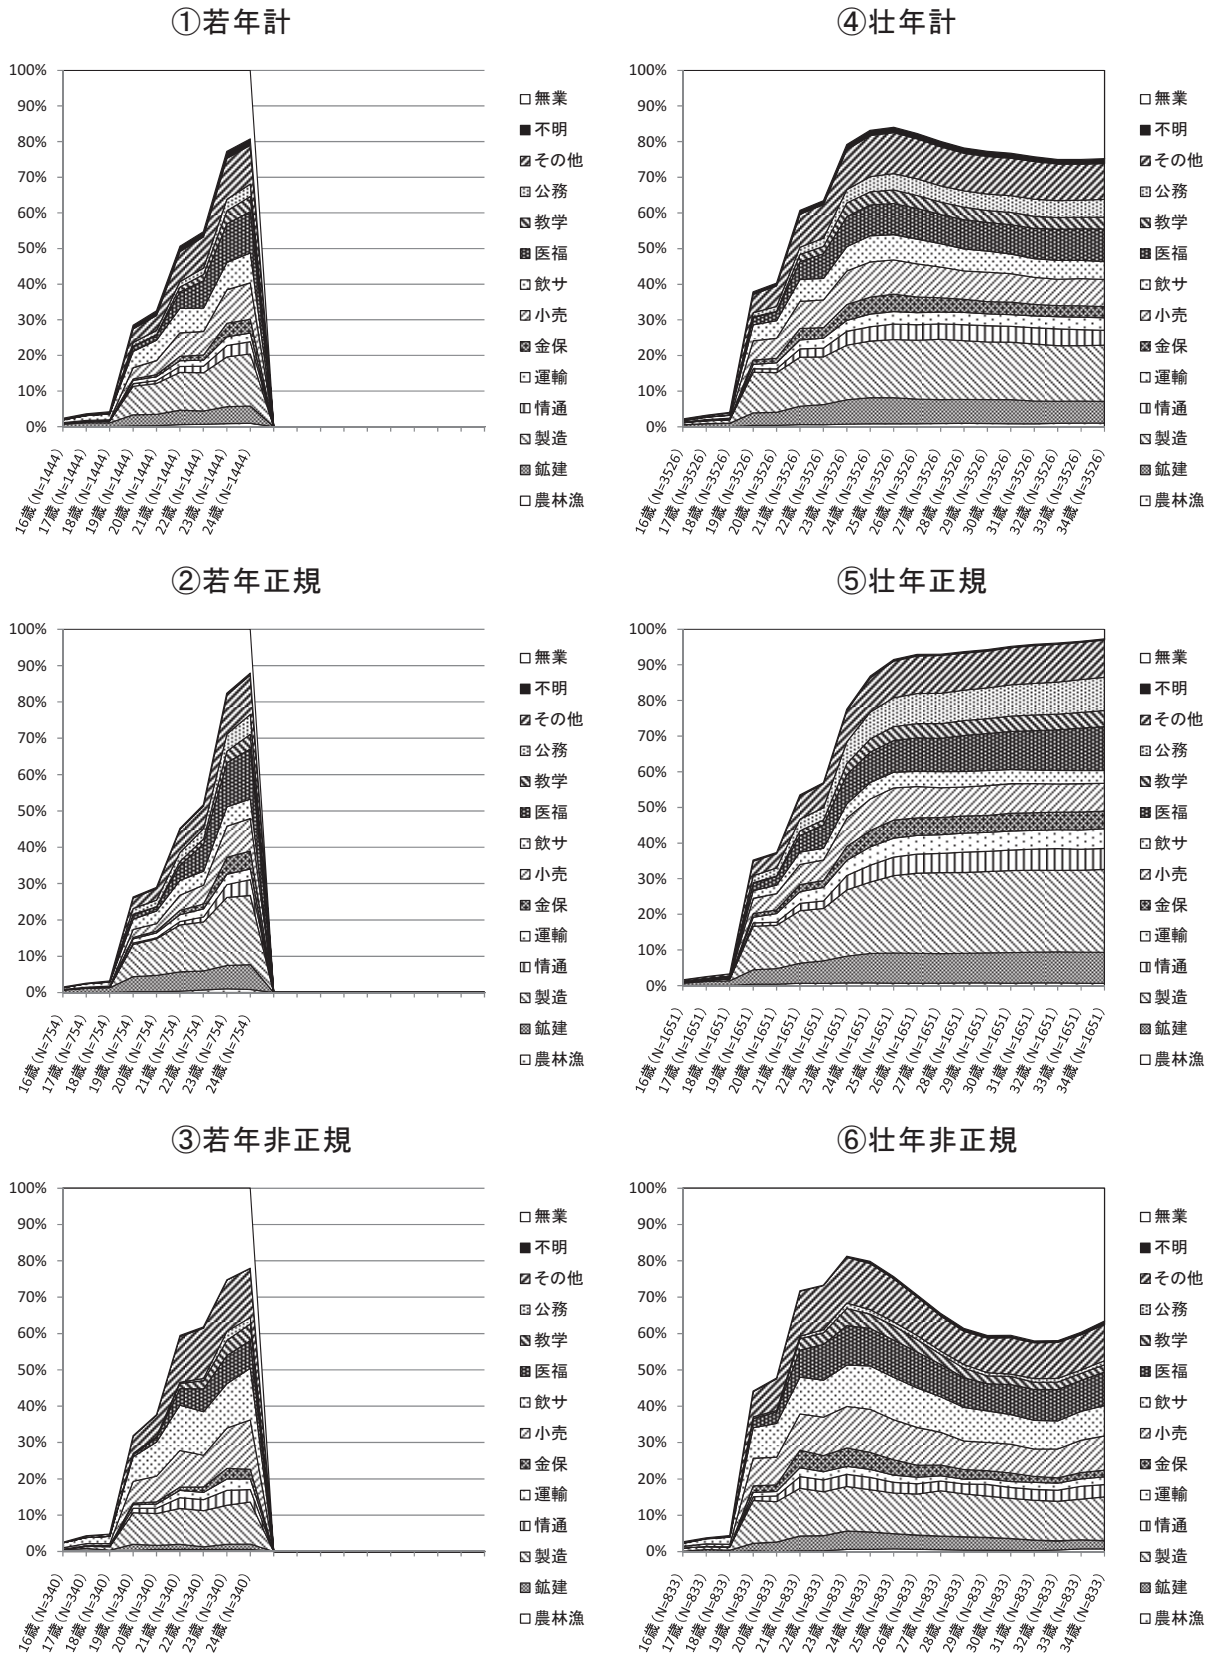 ①若年計
100%
90%
80%
70%
60%
50%
40%
30%
20%
10%
0%
16歳(N=1444)
17歳(N=1444)
18歳(N=1444)
19歳(N=1444)
20歳(N=1444)
21歳(N=1444)
22歳(N=1444)
23歳(N=1444)
24歳(N=1444)
無業
不明
その他
公務
教学
医福
飲サ
小売
金保
運輸
情通
製造
鉱建
農林漁
④壮年計
100%
90%
80%
70%
60%
50%
40%
30%
20%
10%
0%
16歳(N=3526)
17歳(N=3526)
18歳(N=3526)
19歳(N=3526)
20歳(N=3526)
21歳(N=3526)
22歳(N=3526)
23歳(N=3526)
24歳(N=3526)
25歳(N=3526)
26歳(N=3526)
27歳(N=3526)
28歳(N=3526)
29歳(N=3526)
30歳(N=3526)
31歳(N=3526)
32歳(N=3526)
33歳(N=3526)
34歳(N=3526)
無業
不明
その他
公務
教学
医福
飲サ
小売
金保
運輸
情通
製造
鉱建
農林漁
②若年正規
100%
90%
80%
70%
60%
50%
40%
30%
20%
10%
0%
16歳(N=754)
17歳(N=754)
18歳(N=754)
19歳(N=754)
20歳(N=754)
21歳(N=754)
22歳(N=754)
23歳(N=754)
24歳(N=754)
無業
不明
その他
公務
教学
医福
飲サ
小売
金保
運輸
情通
製造
鉱建
農林漁
⑤壮年正規
100%
90%
80%
70%
60%
50%
40%
30%
20%
10%
0%
16歳(N=1651)
17歳(N=1651)
18歳(N=1651)
19歳(N=1651)
20歳(N=1651)
21歳(N=1651)
22歳(N=1651)
23歳(N=1651)
24歳(N=1651)
25歳(N=1651)
26歳(N=1651)
27歳(N=1651)
28歳(N=1651)
29歳(N=1651)
30歳(N=1651)
31歳(N=1651)
32歳(N=1651)
33歳(N=1651)
34歳(N=1651)
無業
不明
その他
公務
教学
医福
飲サ
小売
金保
運輸
情通
製造
鉱建
農林漁
③若年非正規
100%
90%
80%
70%
60%
50%
40%
30%
20%
10%
0%
16歳(N=340)
17歳(N=340)
18歳(N=340)
19歳(N=340)
20歳(N=340)
21歳(N=340)
22歳(N=340)
23歳(N=340)
24歳(N=340)
無業
不明
その他
公務
教学
医福
飲サ
小売
金保
運輸
情通
製造
鉱建
農林漁
⑥壮年非正規
100%
90%
80%
70%
60%
50%
40%
30%
20%
10%
0%
16歳(N=833)
17歳(N=833)
18歳(N=833)
19歳(N=833)
20歳(N=833)
21歳(N=833)
22歳(N=833)
23歳(N=833)
24歳(N=833)
25歳(N=833)
26歳(N=833)
27歳(N=833)
28歳(N=833)
29歳(N=833)
30歳(N=833)
31歳(N=833)
32歳(N=833)
33歳(N=833)
34歳(N=833)
無業
不明
その他
公務
教学
医福
飲サ
小売
金保
運輸
情通
製造
鉱建
農林漁